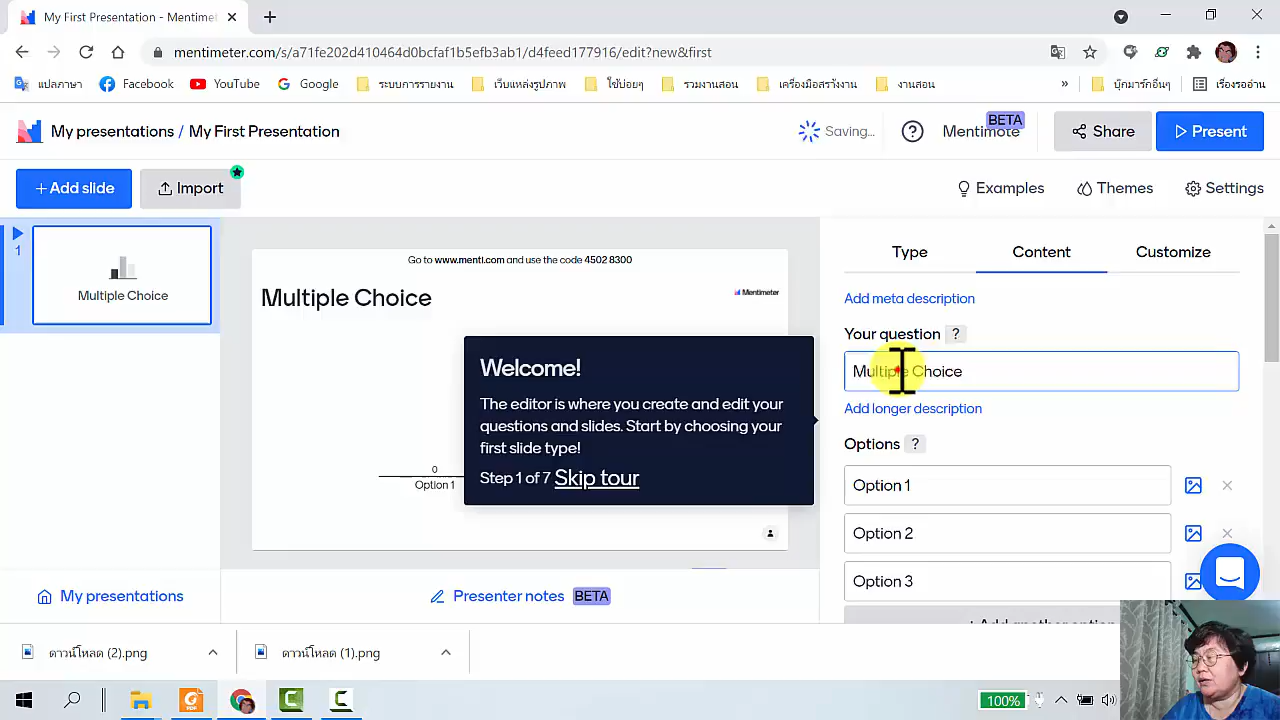 My First Presentation - Mentimet
mentimeter.com/s/a71fe202d410464d0bcfaf1b5efb3ab1/d4feed177916/edit?new&first
แปลภาษา
Facebook
YouTube
Google
ระบบการรายงาน
เว็บแหล่งรูปภาพ
ใช้บ่อยๆ
รวมงานสอน
เครื่องมือสร้างงาน
งานสอน
»
บุ๊กมาร์กอื่นๆ
เรื่องรออ่าน
My presentations / My First Presentation
Saving...
Mentimote
BETA
Share
Present
+ Add slide
Import
Examples
Themes
Settings
1
Multiple Choice
Go to www.menti.com and use the code 4502 8300
Multiple Choice
Mentimeter
0
Option 1
Welcome!
The editor is where you create and edit your
questions and slides. Start by choosing your
first slide type!
Step 1 of 7 Skip tour
Type
Content
Customize
Add meta description
Your question ?
Multiple Choice
Add longer description
Options ?
Option 1
Option 2
Option 3
+ Add another option
My presentations
Presenter notes BETA
ดาวน์โหลด (2).png
ดาวน์โหลด (1).png
100%